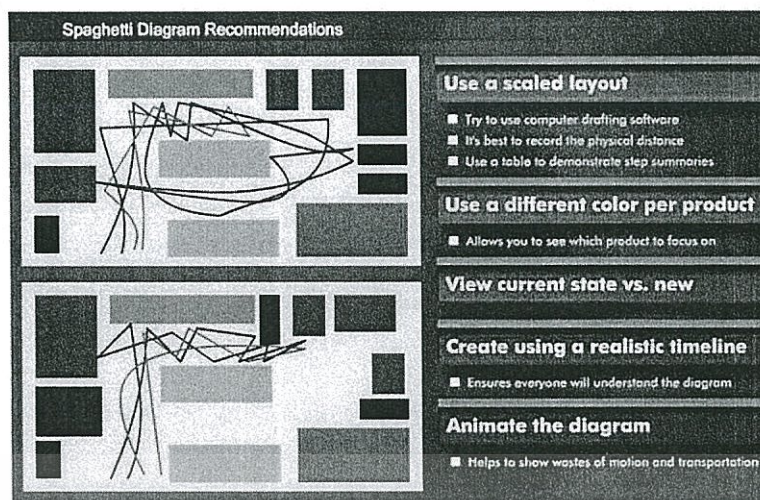 Spaghetti Diagram Recommendations
Use a scaled layout
Try to use computer drafting software
It's best to record the physical distance
Use a table to demonstrate step summaries
Use a different color per product
Allows you to see which product to focus on
View current state vs. new
Create using a realistic timeline
Ensures everyone will understand the diagram
Animate the diagram
Helps to show wastes of motion and transportation